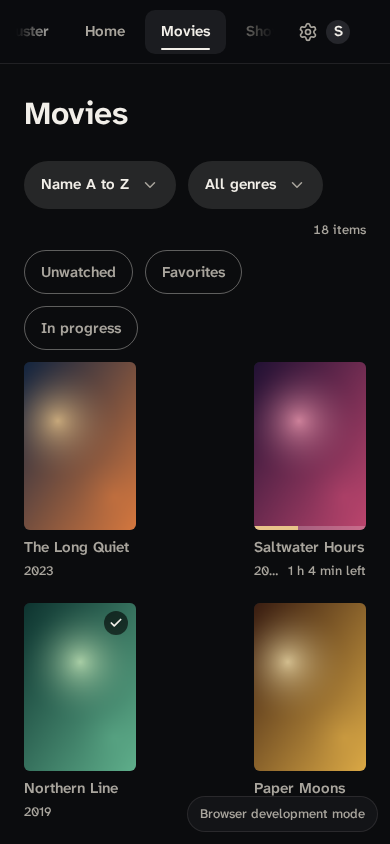 Home Movies S
Movies
Name A to Z All genres
18 items
Unwatched Favorites
In progress
The Long Quiet Saltwater Hours
2023 20... 1 h 4 min left
Northern Line Paper Moons
2019
Browser development mode